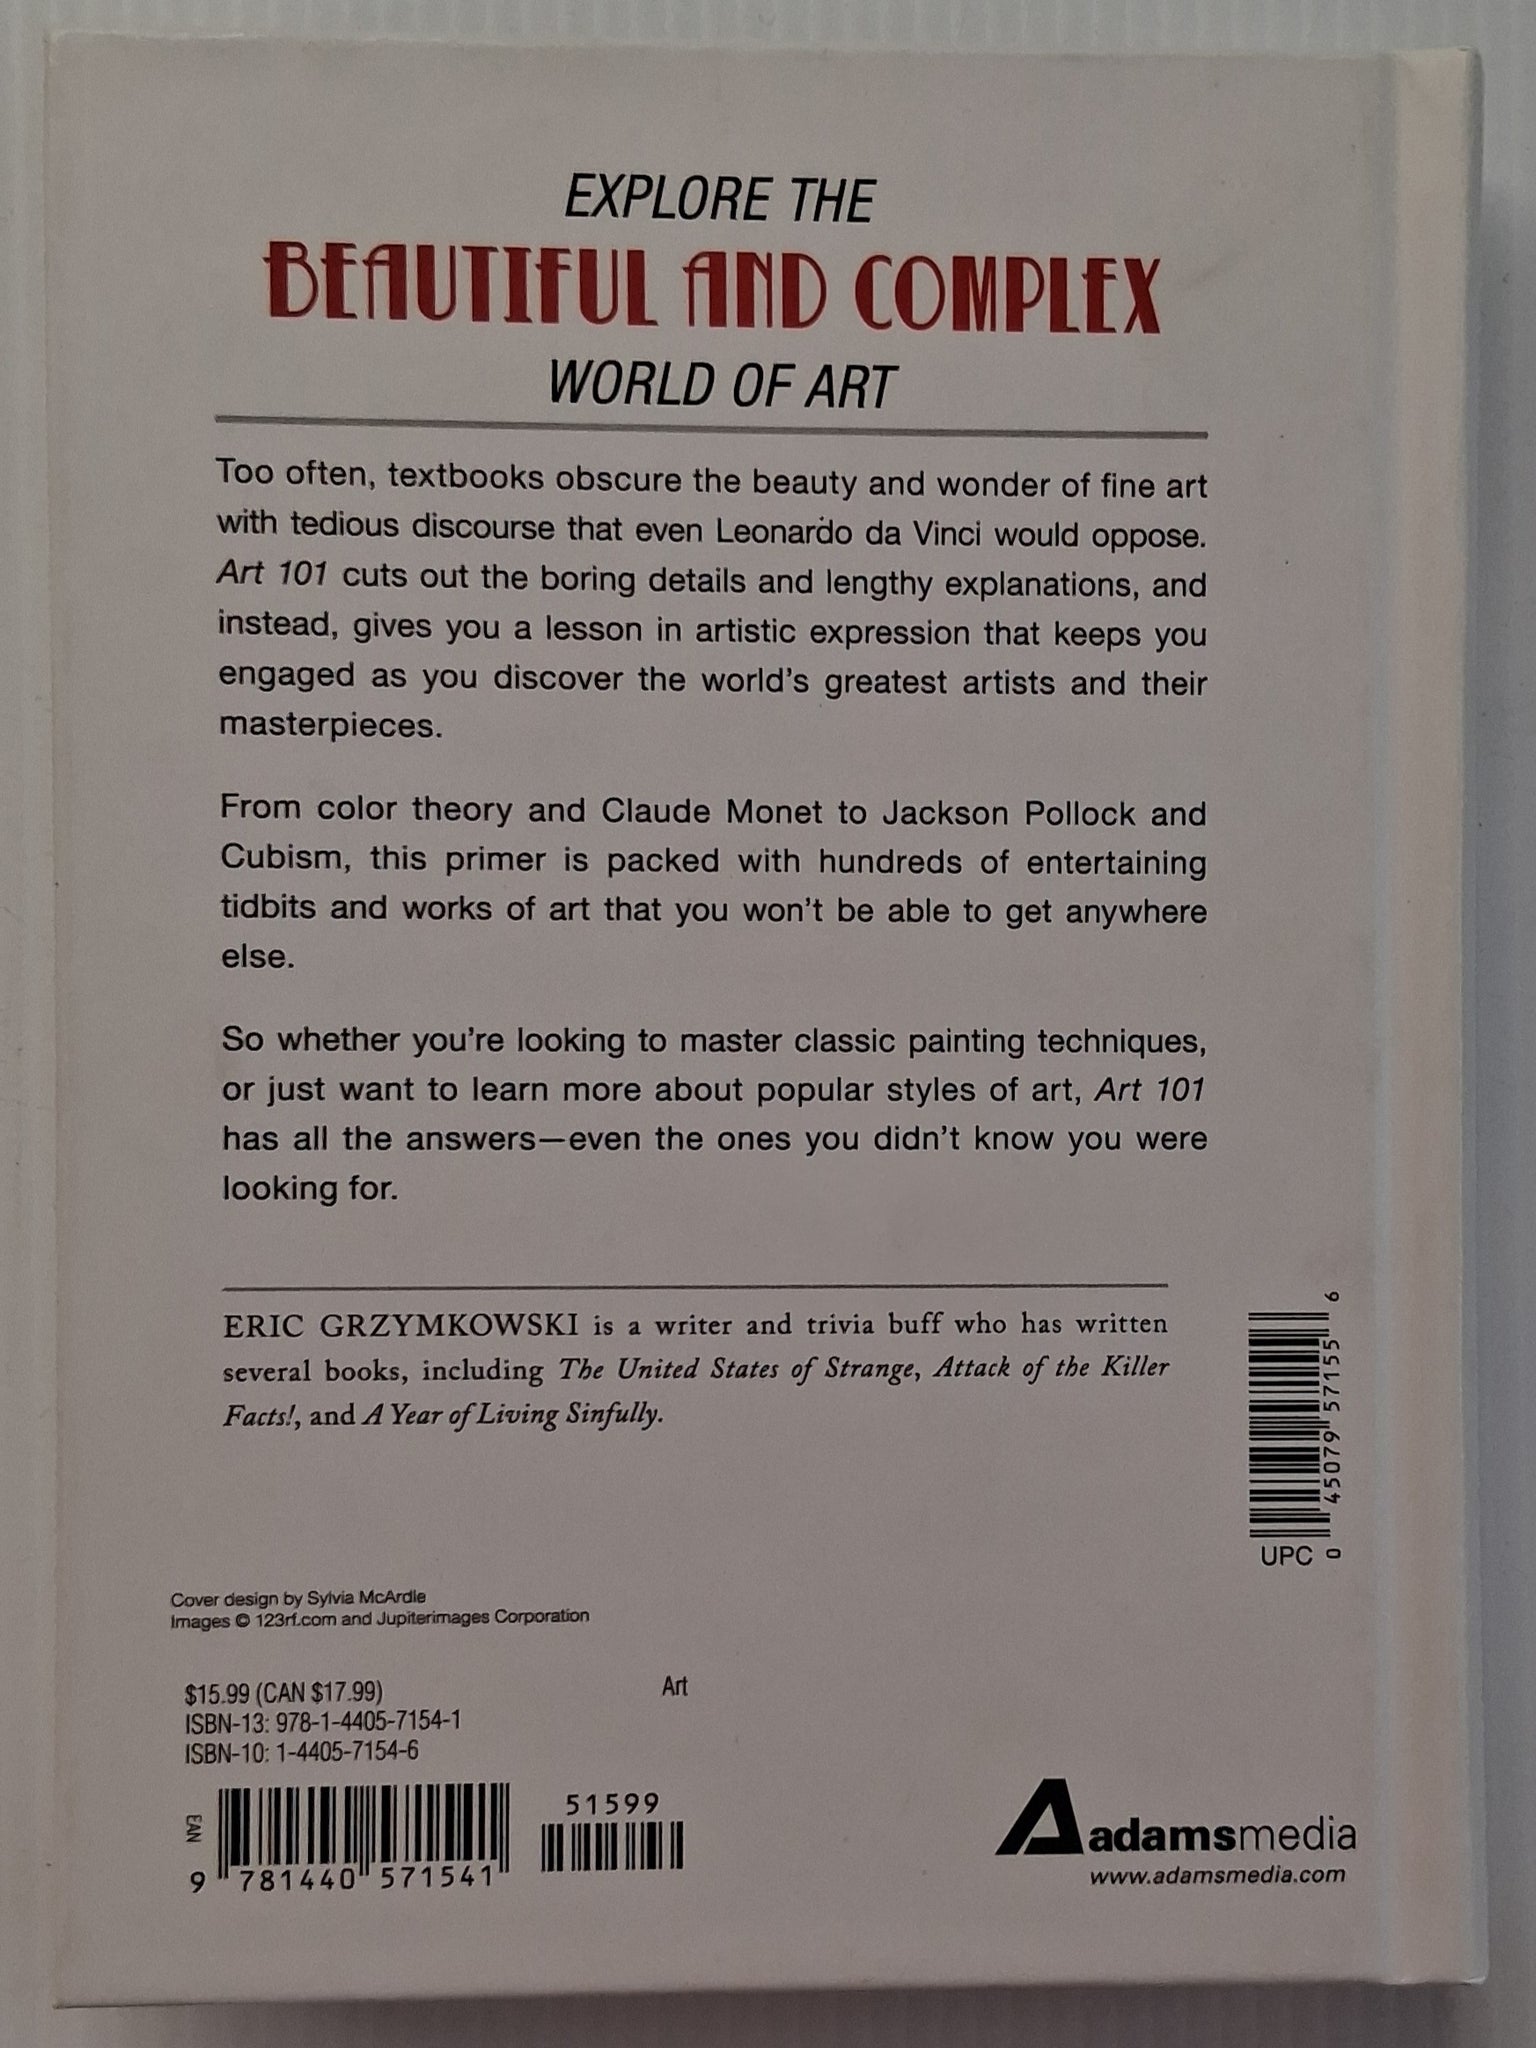 EXPLORE THE
BEAUTIFUL AND COMPLEX
WORLD OF ART
Too often, textbooks obscure the beauty and wonder of fine art
with tedious discourse that even Leonardo da Vinci would oppose.
Art 101 cuts out the boring details and lengthy explanations, and
instead, gives you a lesson in artistic expression that keeps you
engaged as you discover the world's greatest artists and their
masterpieces.
From color theory and Claude Monet to Jackson Pollock and
Cubism, this primer is packed with hundreds of entertaining
tidbits and works of art that you won't be able to get anywhere
else.
So whether you're looking to master classic painting techniques,
or just want to learn more about popular styles of art, Art 101
has all the answers—even the ones you didn't know you were
looking for.
ERIC GRZYMKOWSKI is a writer and trivia buff who has written
several books, including The United States of Strange, Attack of the Killer
Facts!, and A Year of Living Sinfully.
0 45079 57155 6
UPC
Cover design by Sylvia McArdle
Images © 123rf.com and Jupiterimages Corporation
$15.99 (CAN $17.99)
Art
ISBN-13: 978-1-4405-7154-1
ISBN-10: 1-4405-7154-6
EAN
9 781440 571541
51599
adamsmedia
www.adamsmedia.com